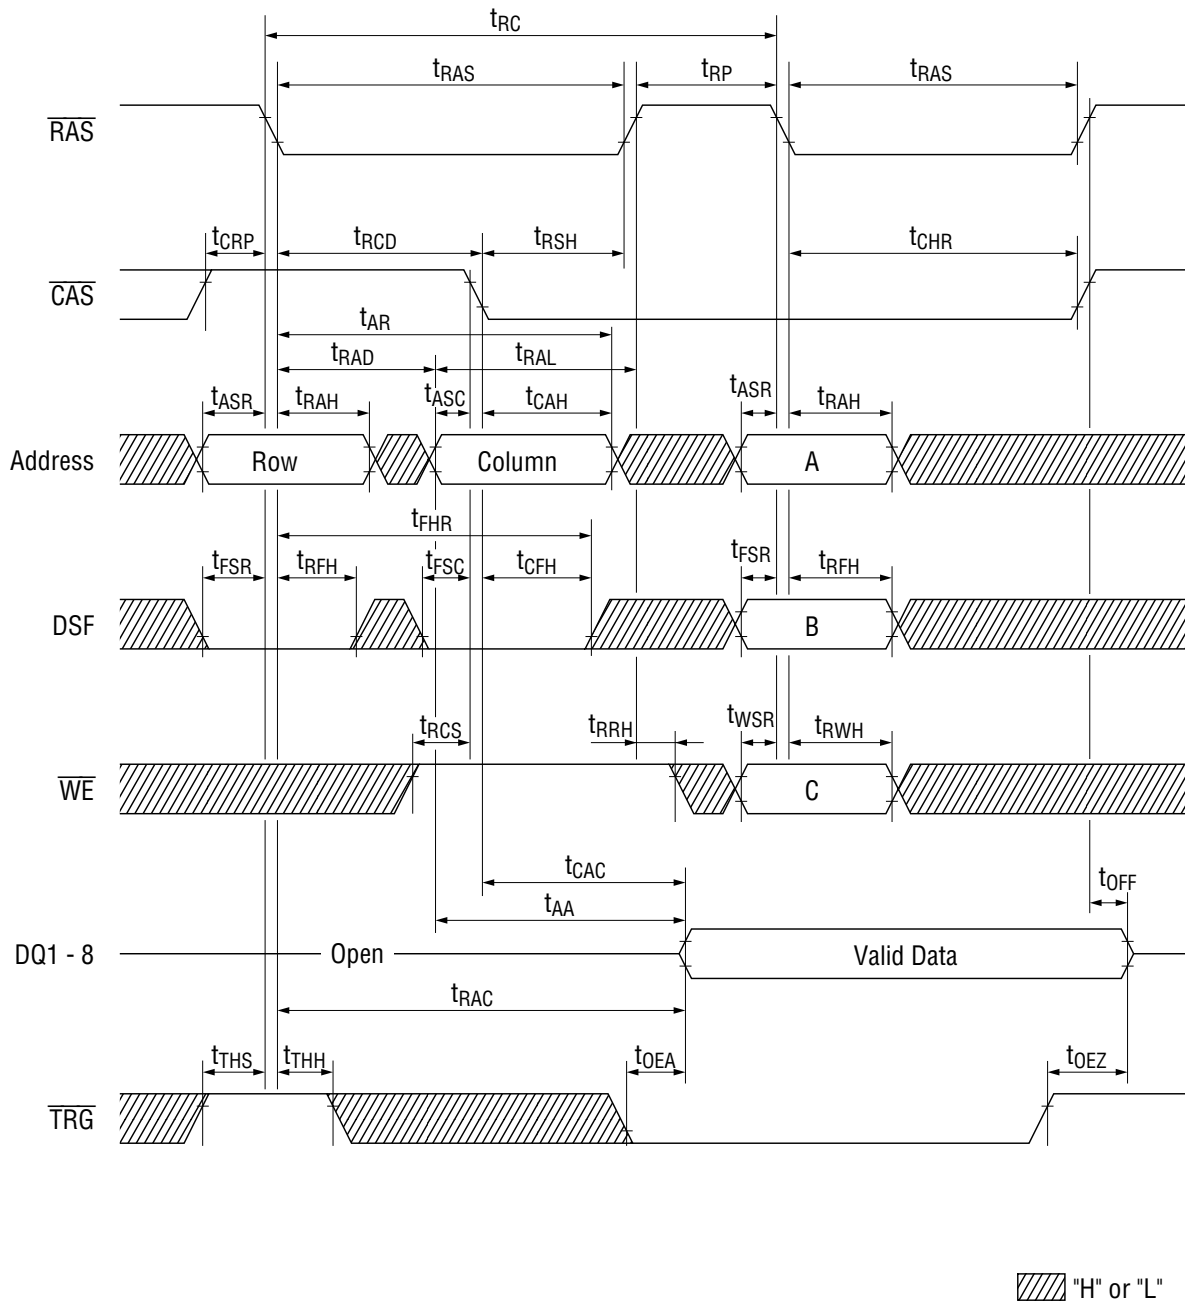 tRC
tRAS tRP tRAS
RAS
tCRP tRCD tRSH tCHR
CAS
tAR
tRAD tRAL
tASR tRAH tASC tCAH tASR tRAH
Address Row Column A
tFHR
tFSR tRFH tFSC tCFH tFSR tRFH
DSF B
tRCS tRRH tWSR tRWH
WE C
tCAC tOFF
tAA
DQ1 - 8 Open Valid Data
tRAC
tTHS tTHH tOEA tOEZ
TRG
"H" or "L"